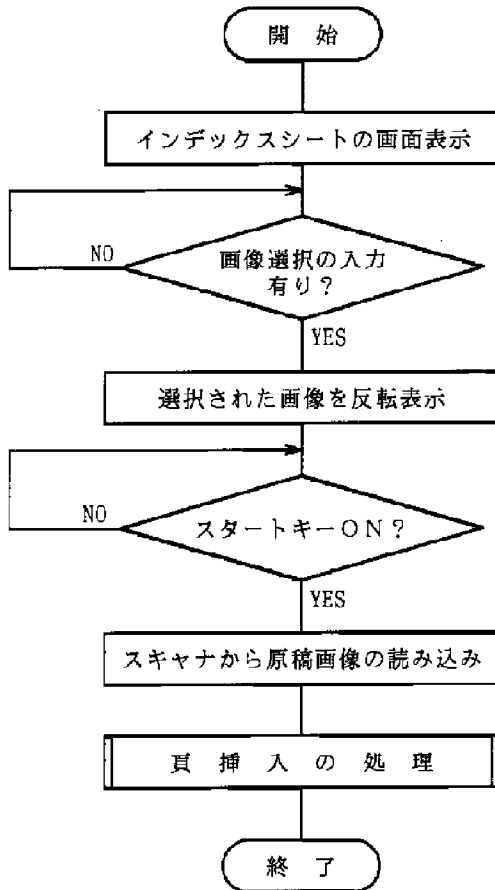 開始
インデックスシートの画面表示
NO
画像選択の入力
有り？
YES
選択された画像を反転表示
NO
スタートキーON？
YES
スキャナから原稿画像の読み込み
頁挿入の処理
終了